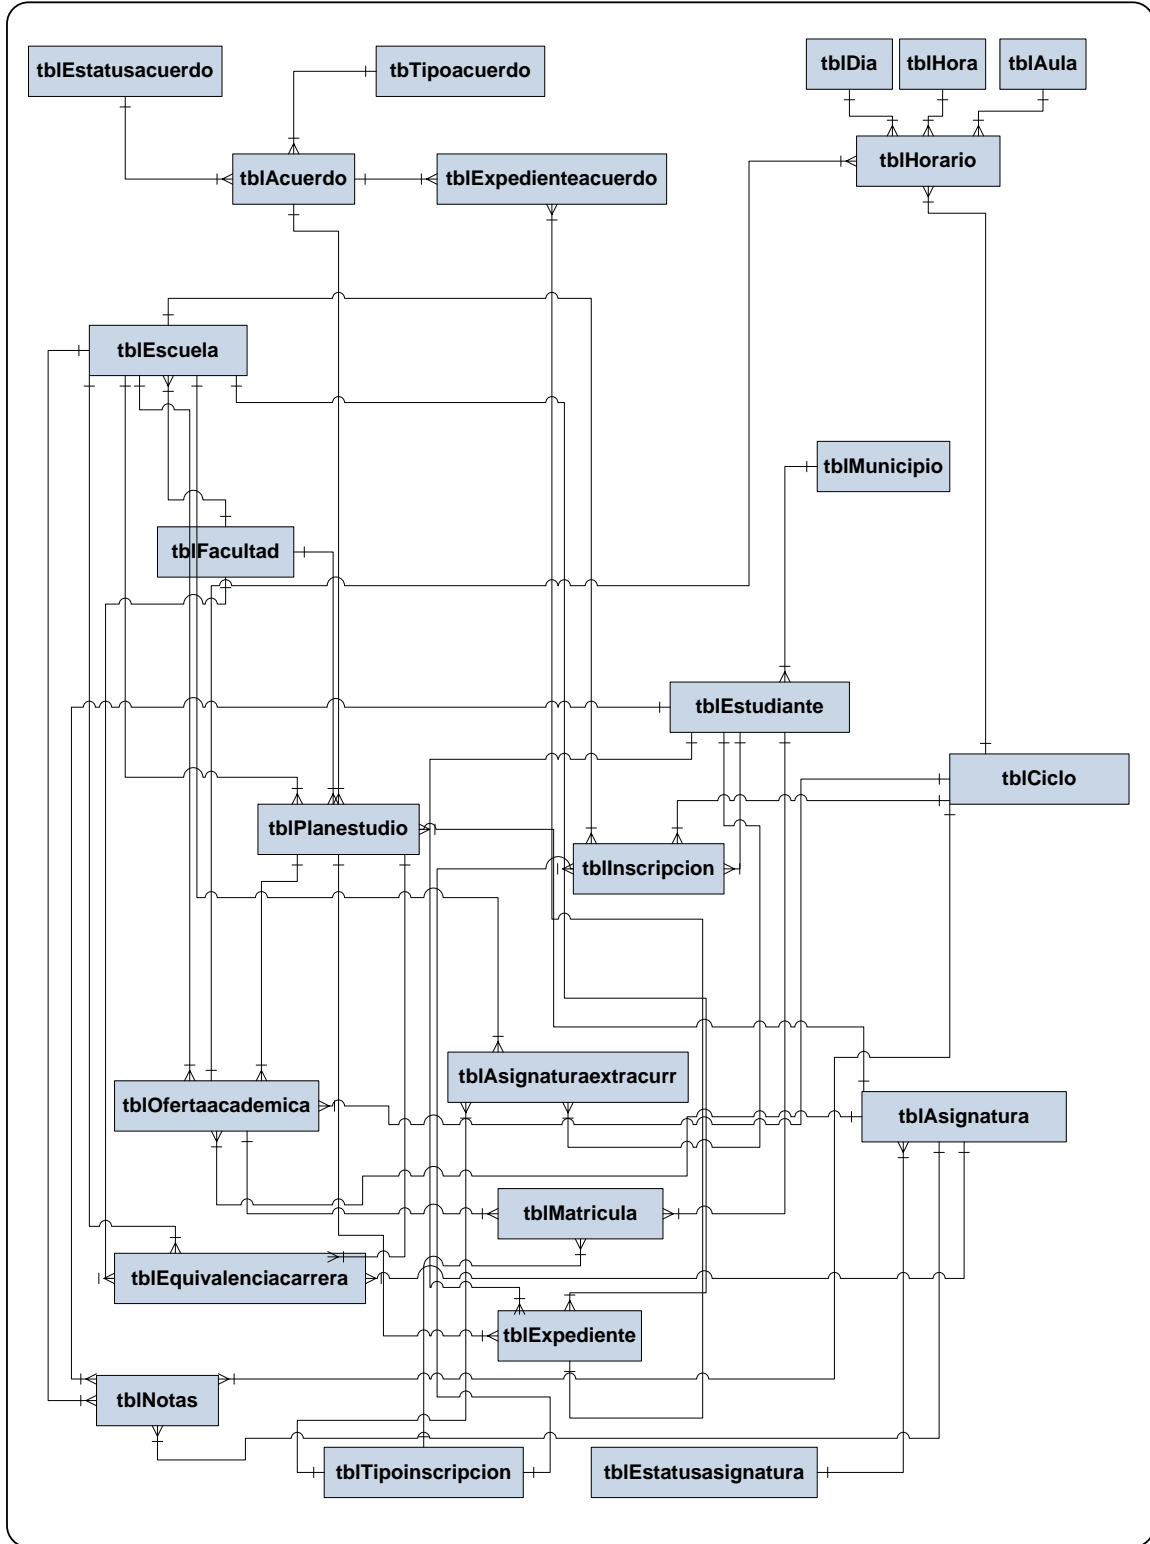 tblEstatusacuerdo
tbTipoacuerdo
tblDia
tblHora
tblAula
tblHorario
tblAcuerdo
tblExpedienteacuerdo
tblEscuela
tblMunicipio
tblFacultad
tblEstudiante
tblCiclo
tblPlanestudio
tblInscripcion
tblAsignaturaextracurr
tblOfertaacademica
tblAsignatura
tblMatricula
tblEquivalenciacarrera
tblExpediente
tblNotas
tblTipoinscripcion
tblEstatusasignatura